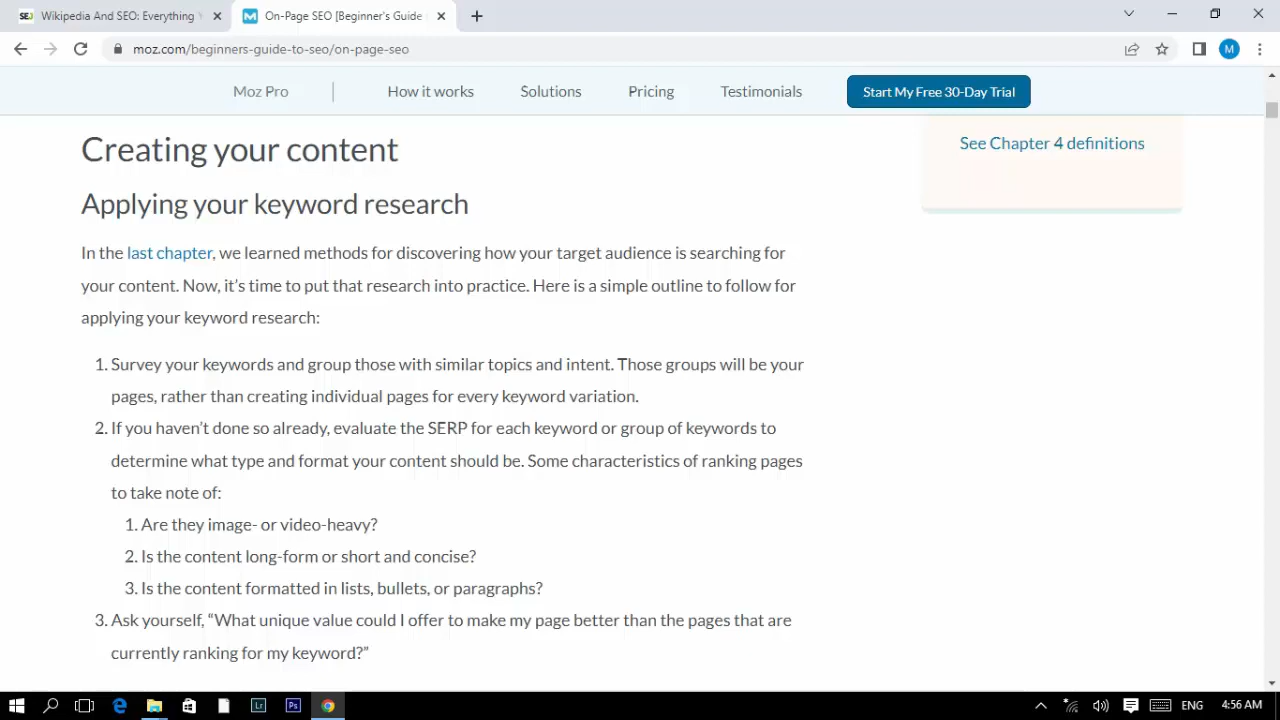 SEO Wikipedia And SEO: Everything Y
On-Page SEO [Beginner's Guide
moz.com/beginners-guide-to-seo/on-page-seo
M
Moz Pro How it works Solutions Pricing Testimonials Start My Free 30-Day Trial
Creating your content
See Chapter 4 definitions
Applying your keyword research
In the last chapter, we learned methods for discovering how your target audience is searching for
your content. Now, it’s time to put that research into practice. Here is a simple outline to follow for
applying your keyword research:
1. Survey your keywords and group those with similar topics and intent. Those groups will be your
pages, rather than creating individual pages for every keyword variation.
2. If you haven’t done so already, evaluate the SERP for each keyword or group of keywords to
determine what type and format your content should be. Some characteristics of ranking pages
to take note of:
1. Are they image- or video-heavy?
2. Is the content long-form or short and concise?
3. Is the content formatted in lists, bullets, or paragraphs?
3. Ask yourself, “What unique value could I offer to make my page better than the pages that are
currently ranking for my keyword?”
Lr Ps ENG 4:56 AM